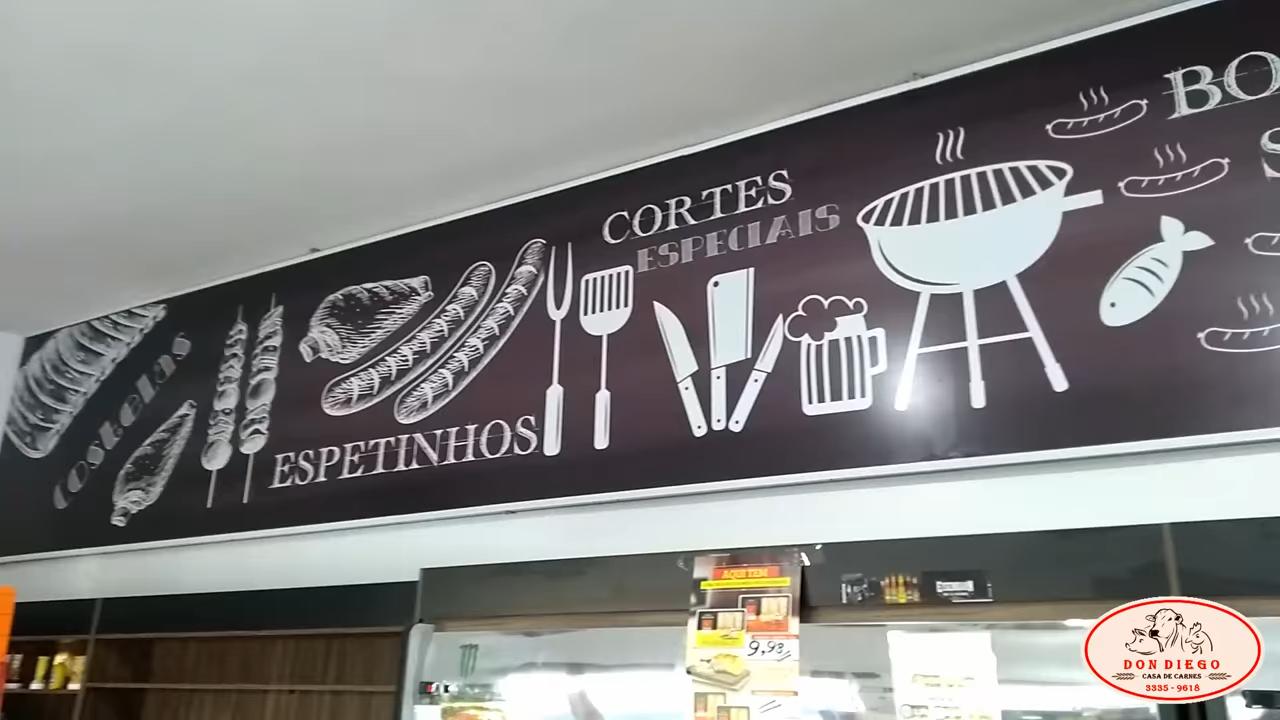 costelas
ESPETINHOS
CORTES
ESPECIAIS
BO
S
AQUI TEM
9,98
DON DIEGO
CASA DE CARNES
3335-9618